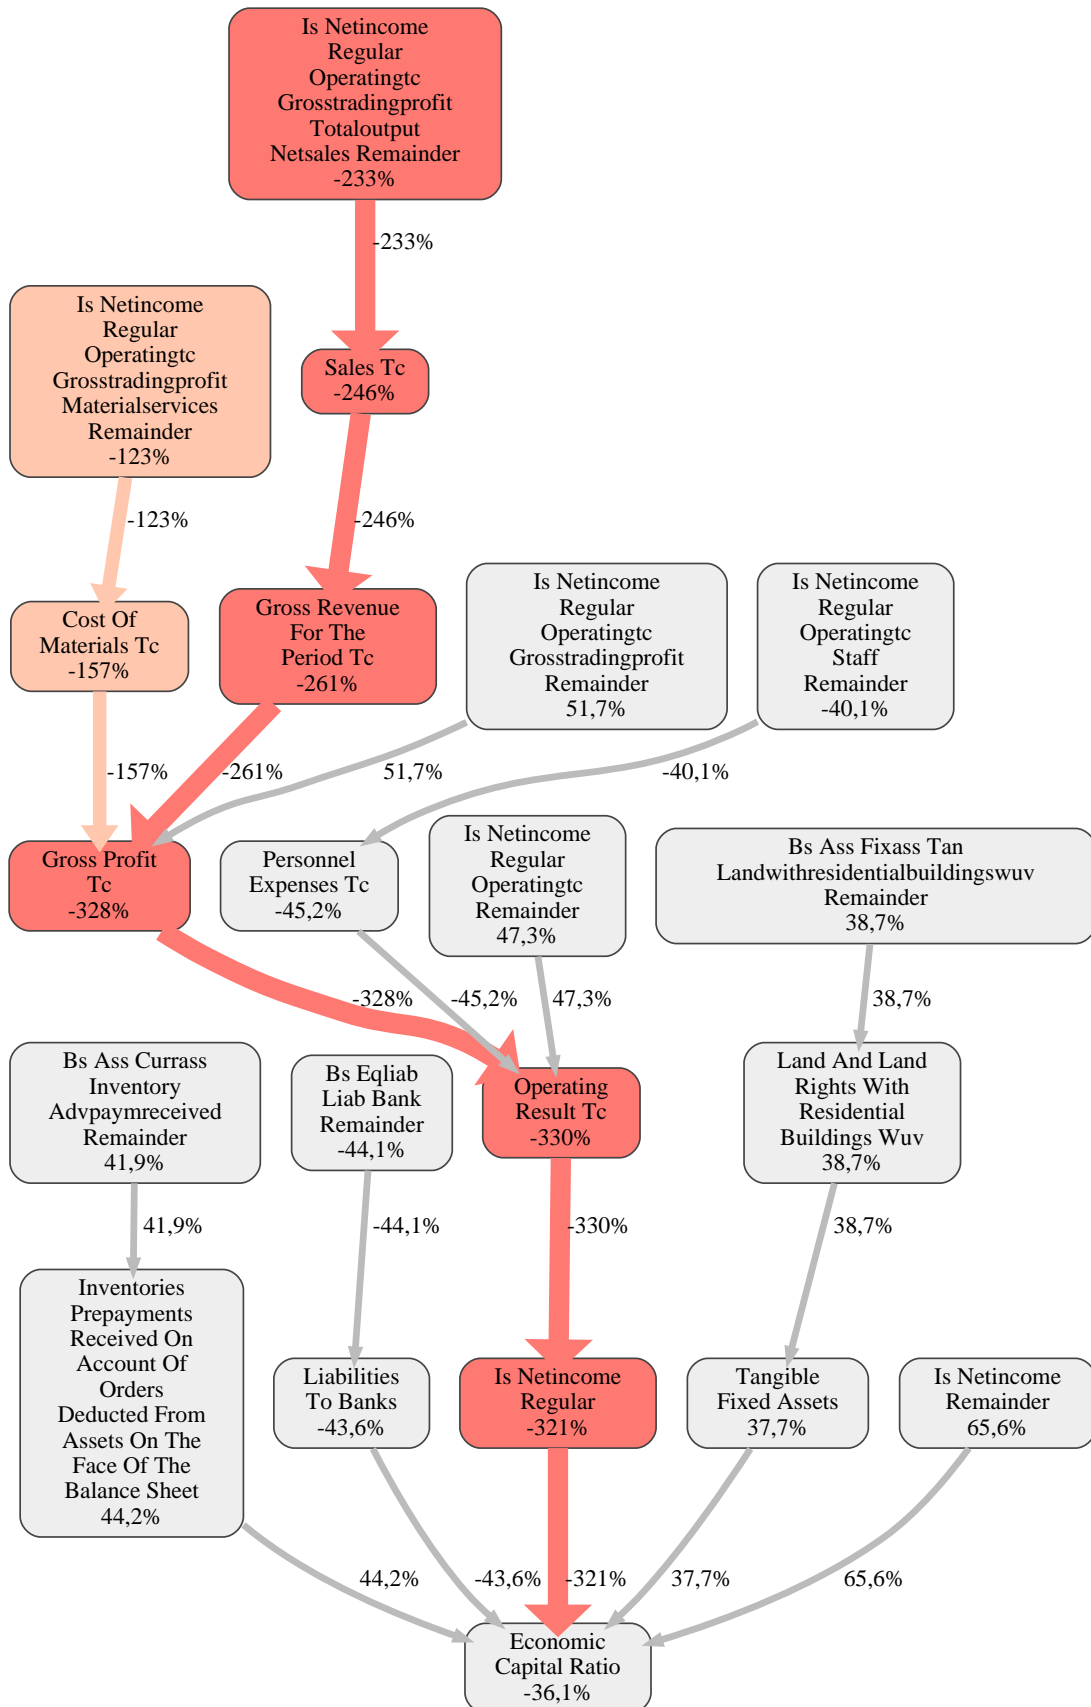 Is Netincome
Regular
Operatingtc
Grosstradingprofit
Totaloutput
Netsales Remainder
-233%
-233%
Is Netincome
Regular
Operatingtc
Grosstradingprofit
Materialservices
Remainder
-123%
Sales Tc
-246%
-123%
-246%
Cost Of
Materials Tc
-157%
Gross Revenue
For The
Period Tc
-261%
Is Netincome
Regular
Operatingtc
Grosstradingprofit
Remainder
51,7%
Is Netincome
Regular
Operatingtc
Staff
Remainder
-40,1%
-157%
-261%
51,7%
-40,1%
Gross Profit
Tc
-328%
Personnel
Expenses Tc
-45,2%
Is Netincome
Regular
Operatingtc
Remainder
47,3%
Bs Ass Fixass Tan
Landwithresidentialbuildingswuv
Remainder
38,7%
-328%
-45,2%
47,3%
38,7%
Bs Ass Currass
Inventory
Advpaymreceived
Remainder
41,9%
Bs Eqliab
Liab Bank
Remainder
-44,1%
Operating
Result Tc
-330%
Land And Land
Rights With
Residential
Buildings Wuv
38,7%
41,9%
-44,1%
-330%
38,7%
Inventories
Prepayments
Received On
Account Of
Orders
Deducted From
Assets On The
Face Of The
Balance Sheet
44,2%
Liabilities
To Banks
-43,6%
Is Netincome
Regular
-321%
Tangible
Fixed Assets
37,7%
Is Netincome
Remainder
65,6%
44,2%
-43,6%
-321%
37,7%
65,6%
Economic
Capital Ratio
-36,1%